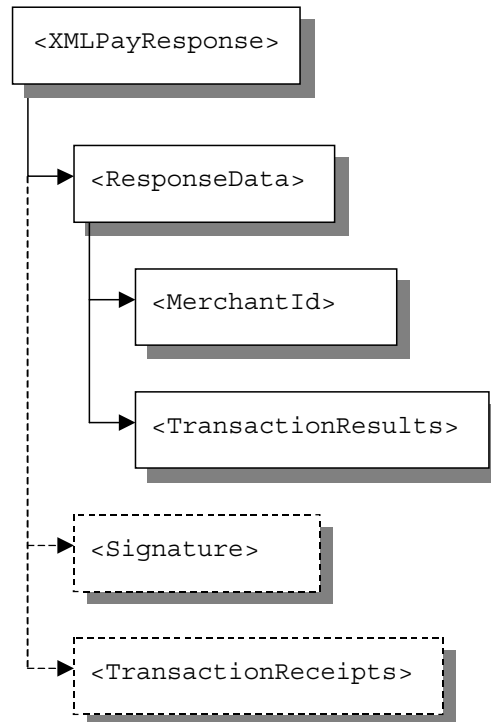 <XMLPayResponse>
<ResponseData>
<MerchantId>
<TransactionResults>
<Signature>
<TransactionReceipts>